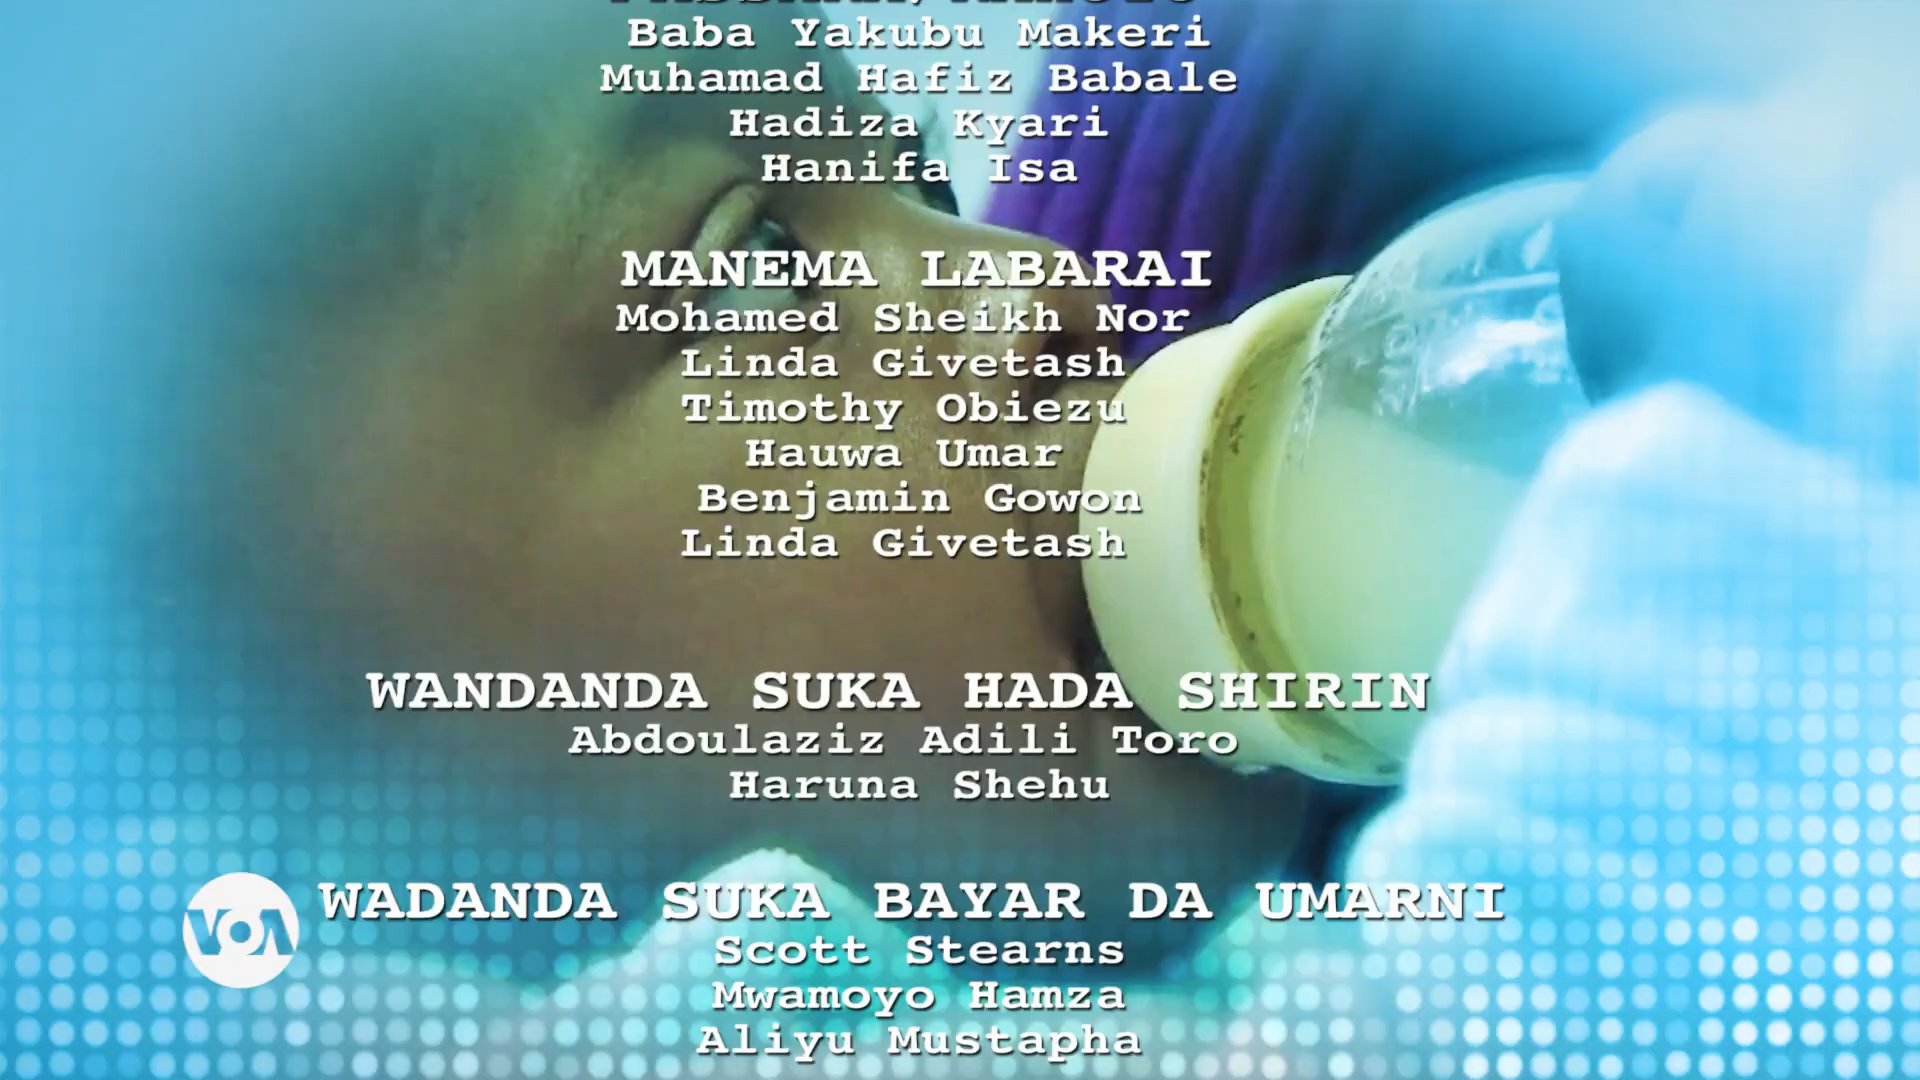 Baba Yakubu Makeri
Muhamad Hafiz Babale
Hadiza Kyari
Hanifa Isa
MANEMA LABARAI
Mohamed Sheikh Nor
Linda Givetash
Timothy Obiezu
Hauwa Umar
Benjamin Gowon
Linda Givetash
WANDANDA SUKA HADA SHIRIN
Abdoulaziz Adili Toro
Haruna Shehu
WADANDA SUKA BAYAR DA UMARNI
Scott Stearns
Mwamoyo Hamza
Aliyu Mustapha
VOA